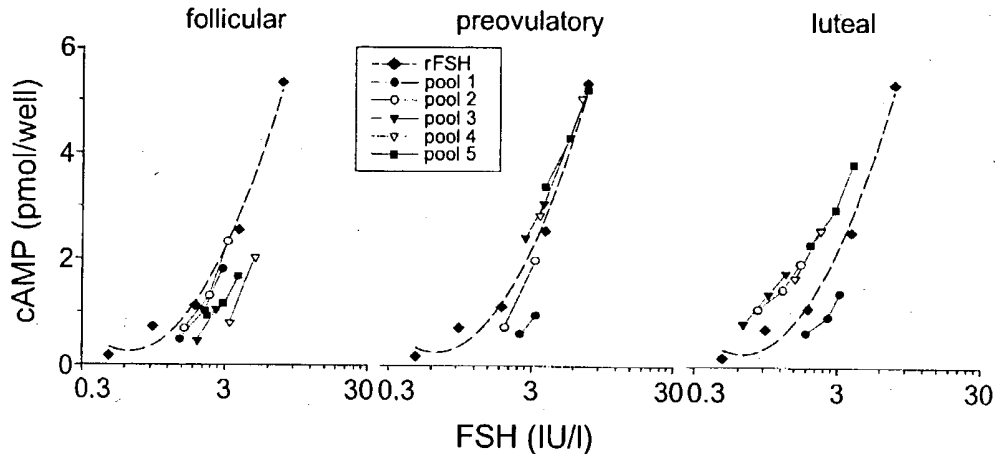 follicular
preovulatory
luteal
rFSH
pool 1
pool 2
pool 3
pool 4
pool 5
cAMP (pmol/well)
6
4
2
0
0.3
3
30
0.3
3
30
0.3
3
30
FSH (IU/l)